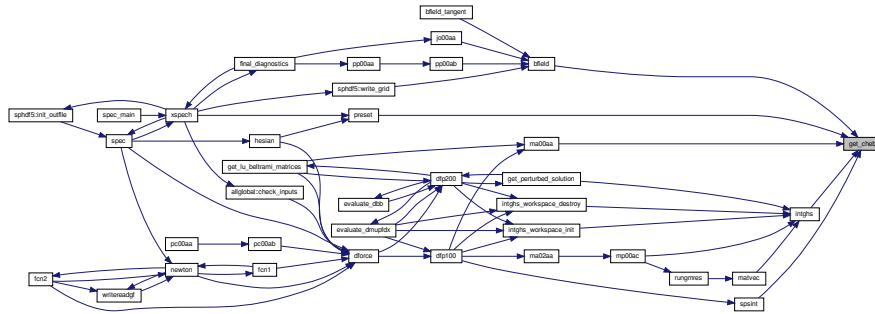 bfield_tangent
jo00aa
final_diagnostics
pp00aa
pp00ab
bfield
sphdf5::write_grid
sphdf5::init_outfile
spec_main
xspech
preset
spec
hesian
ma00aa
get_cheby
get_lu_beltrami_matrices
dfp200
get_perturbed_solution
allglobal::check_inputs
evaluate_dbb
intghs_workspace_destroy
intghs
evaluate_dmupfdx
intghs_workspace_init
pc00aa
pc00ab
dforce
dfp100
ma02aa
mp00ac
newton
fcn1
rungmres
matvec
fcn2
writereadgf
spsint